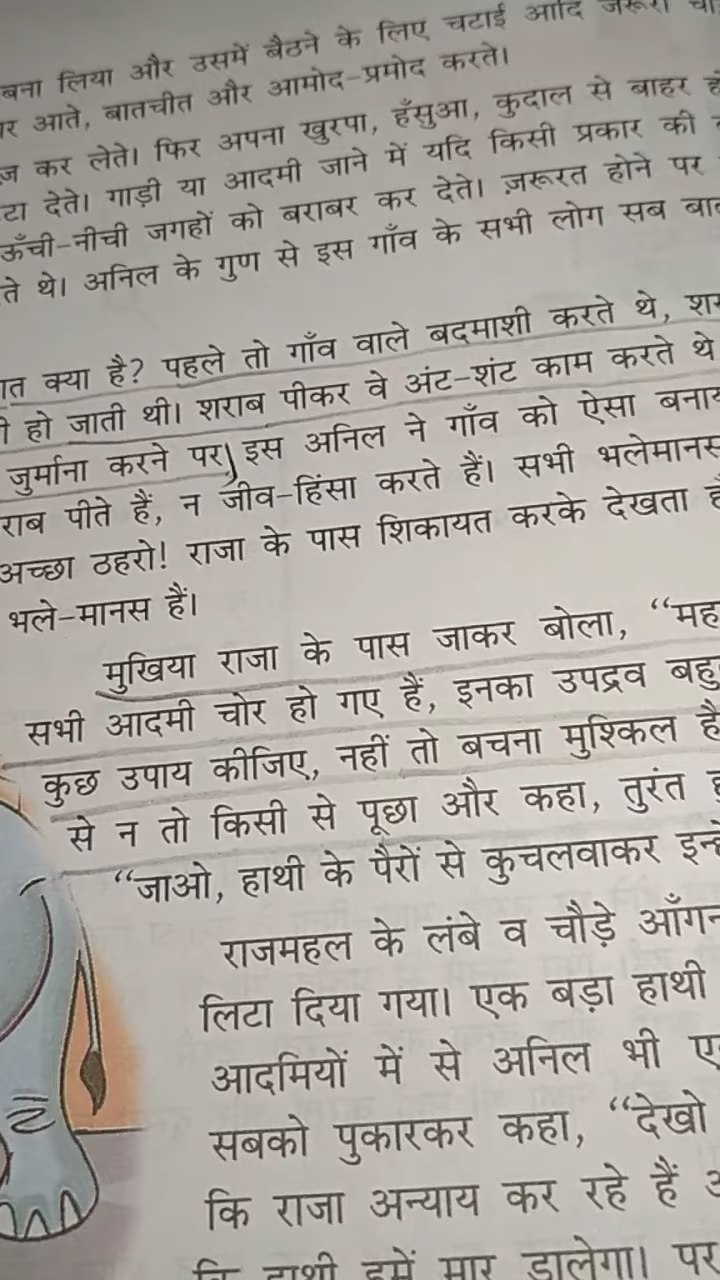 बना लिया और उसमें बैठने के लिए चटाई आदि ज़रूरी
आते, बातचीत और आमोद-प्रमोद करते।
कर लेते। फिर अपना खुरपा, हँसुआ, कुदाल से बाहर
देते। गाड़ी या आदमी जाने में यदि किसी प्रकार की
ऊँची-नीची जगहों को बराबर कर देते। ज़रूरत होने पर
थे। अनिल के गुण से इस गाँव के सभी लोग सब
क्या है? पहले तो गाँव वाले बदमाशी करते थे,
हो जाती थी। शराब पीकर वे अंट-शंट काम करते थे
जुर्माना करने पर) इस अनिल ने गाँव को ऐसा
पीते हैं, न जीव-हिंसा करते हैं। सभी भलेमानस
अच्छा ठहरो! राजा के पास शिकायत करके देखता
भले-मानस हैं।
मुखिया राजा के पास जाकर बोला, “मह
सभी आदमी चोर हो गए हैं, इनका उपद्रव
कुछ उपाय कीजिए, नहीं तो बचना मुश्किल है
से न तो किसी से पूछा और कहा, तुरंत
“जाओ, हाथी के पैरों से कुचलवाकर
राजमहल के लंबे व चौड़े आँगन
लिटा दिया गया। एक बड़ा हाथी
आदमियों में से अनिल भी
सबको पुकारकर कहा, “देखो
कि राजा अन्याय कर रहे हैं
हाथी हमें मार डालेगा। पर